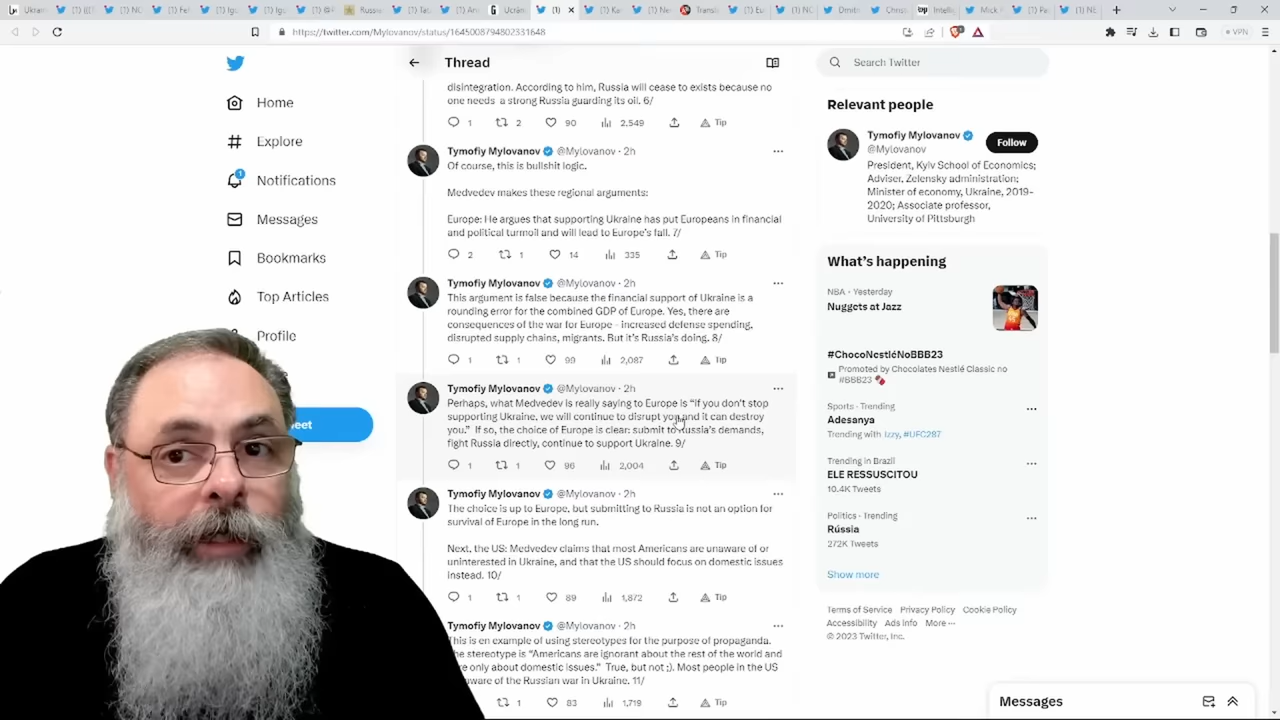 Ukrain
(1)
https://twitter.com/Mylovanov/status/1645008794802331648
VPN
Home
Explore
1
Notifications
Messages
Bookmarks
Top Articles
Profile
eet
Thread
disintegration. According to him, Russia will cease to exists because no
one needs a strong Russia guarding its oil. 6/
1 2 90 2,549 Tip
Tymofiy Mylovanov @Mylovanov · 2h
Of course, this is bullshit logic.
Medvedev makes these regional arguments:
Europe: He argues that supporting Ukraine has put Europeans in financial
and political turmoil and will lead to Europe's fall. 7/
2 1 14 335 Tip
Tymofiy Mylovanov @Mylovanov · 2h
This argument is false because the financial support of Ukraine is a
rounding error for the combined GDP of Europe. Yes, there are
consequences of the war for Europe - increased defense spending,
disrupted supply chains, migrants. But it's Russia's doing. 8/
1 1 99 2,087 Tip
Tymofiy Mylovanov @Mylovanov · 2h
Perhaps, what Medvedev is really saying to Europe is "If you don't stop
supporting Ukraine, we will continue to disrupt you and it can destroy
you." If so, the choice of Europe is clear: submit to Russia's demands,
fight Russia directly, continue to support Ukraine. 9/
1 1 96 2,004 Tip
Tymofiy Mylovanov @Mylovanov · 2h
The choice is up to Europe, but submitting to Russia is not an option for
survival of Europe in the long run.
Next, the US: Medvedev claims that most Americans are unaware of or
uninterested in Ukraine, and that the US should focus on domestic issues
instead. 10/
1 1 89 1,872 Tip
Tymofiy Mylovanov @Mylovanov · 2h
This is en example of using stereotypes for the purpose of propaganda.
he stereotype is "Americans are ignorant about the rest of the world and
re only about domestic issues." True, but not ;). Most people in the US
ware of the Russian war in Ukraine. 11/
1 83 1,719 Tip
Search Twitter
Relevant people
Tymofiy Mylovanov
@Mylovanov
Follow
President, Kyiv School of Economics;
Adviser, Zelensky administration;
Minister of economy, Ukraine, 2019-
2020; Associate professor,
University of Pittsburgh
What's happening
NBA · Yesterday
Nuggets at Jazz
#ChocoNestléNoBBB23
Promoted by Chocolates Nestlé Classic no
#BBB23
Sports · Trending
Adesanya
Trending with Izzy, #UFC287
Trending in Brazil
ELE RESSUSCITOU
10.4K Tweets
Politics · Trending
Rússia
272K Tweets
Show more
Terms of Service Privacy Policy Cookie Policy
Accessibility Ads info More ···
© 2023 Twitter, Inc.
Messages